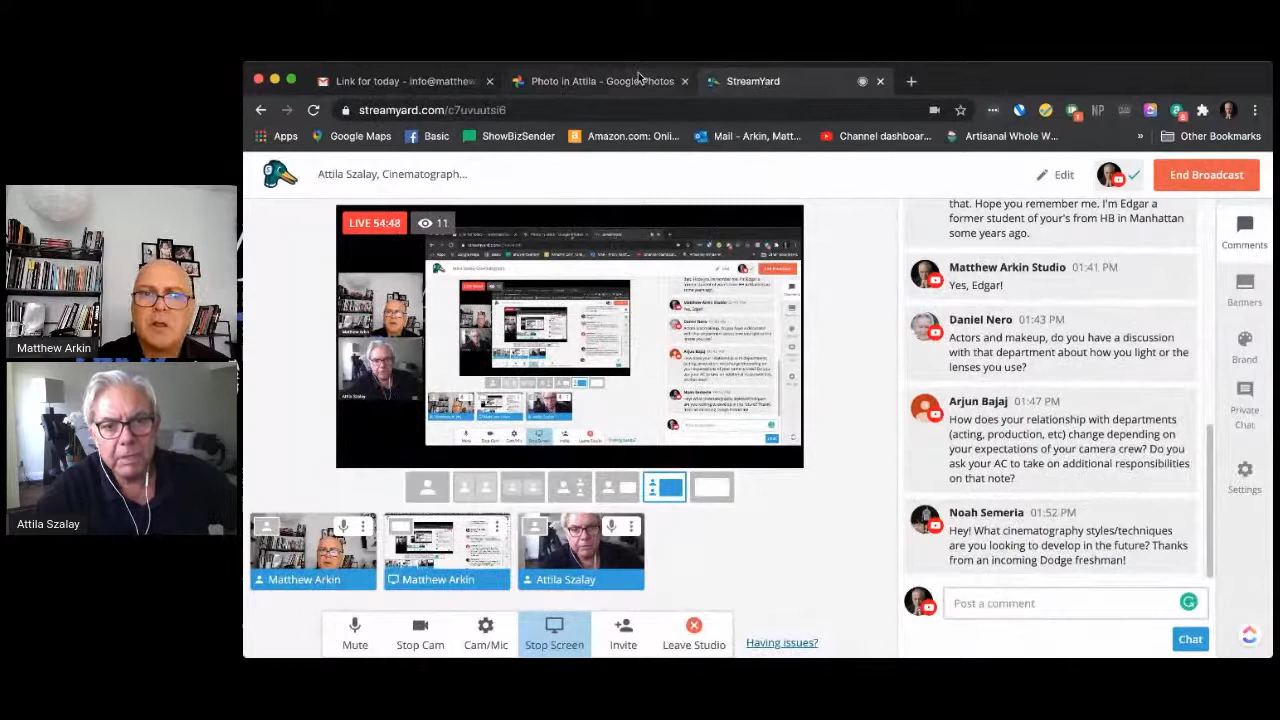 Link for today - info@matthew
Photo in Attila - Google Photos
StreamYard
streamyard.com/c7uvuutsi6
NP
Apps
Google Maps
Basic
ShowBizSender
Amazon.com: Onli...
Mail - Arkin, Matt...
Channel dashboar...
Artisanal Whole W...
»
Other Bookmarks
Attila Szalay, Cinematograph...
Edit
End Broadcast
LIVE 54:48
11
that. Hope you remember me. I'm Edgar a
former student of your's from HB in Manhattan
some years ago.
Matthew Arkin Studio 01:41 PM
Yes, Edgar!
Daniel Nero 01:43 PM
Actors and makeup, do you have a discussion
with an department about how you light or the
lenses you use?
Arjun Bajaj 01:47 PM
How does your relationship with departments
(acting, production, etc) change depending on
your expectations of your camera crew? Do you
ask your AC to take on additional responsibilities
on that note?
Noah Semeria 01:52 PM
Hey! What cinematography styles/techniques
are you looking to develop in the future? Thanks
from an incoming Dodge freshman!
Post a comment
Chat
Comments
Banners
Brand
Private
Chat
Settings
Matthew Arkin
Attila Szalay
Matthew Arkin
Attila Szalay
Matthew Arkin
Matthew Arkin
Attila Szalay
Mute
Stop Cam
Cam/Mic
Stop Screen
Invite
Leave Studio
Having issues?